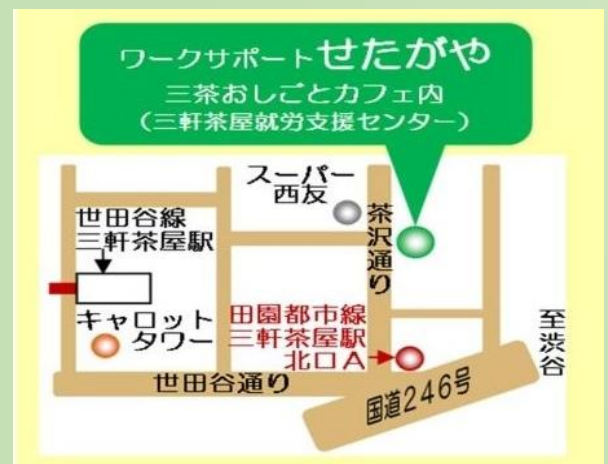 ワークサポートせたがや
三茶おしごとカフェ内
（三軒茶屋就労支援センター）
スーパー
西友
茶沢通り
世田谷線
三軒茶屋駅
キャロット
タワー
田園都市線
三軒茶屋駅
北口A
至渋谷
世田谷通り
国道246号